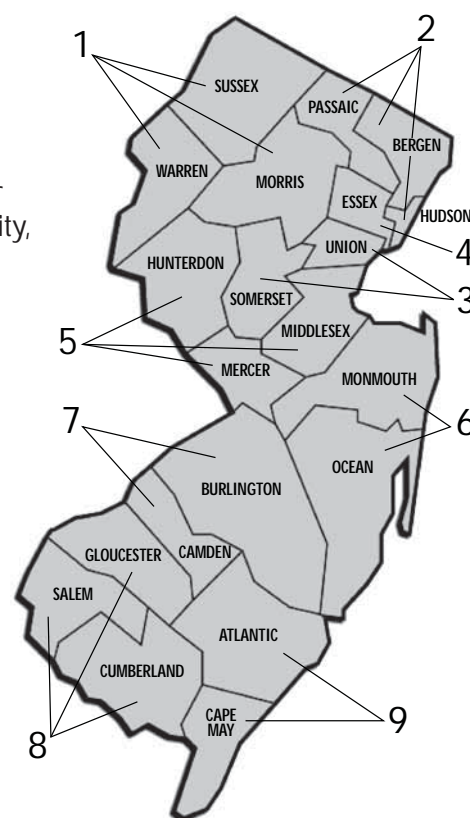 1
2
SUSSEX
PASSAIC
BERGEN
WARREN
MORRIS
ity,
ESSEX
HUDSON
4
UNION
HUNTERDON
SOMERSET
3
5
MIDDLESEX
MERCER
MONMOUTH
6
7
OCEAN
BURLINGTON
GLOUCESTER
CAMDEN
SALEM
ATLANTIC
CUMBERLAND
8
CAPE
MAY
9